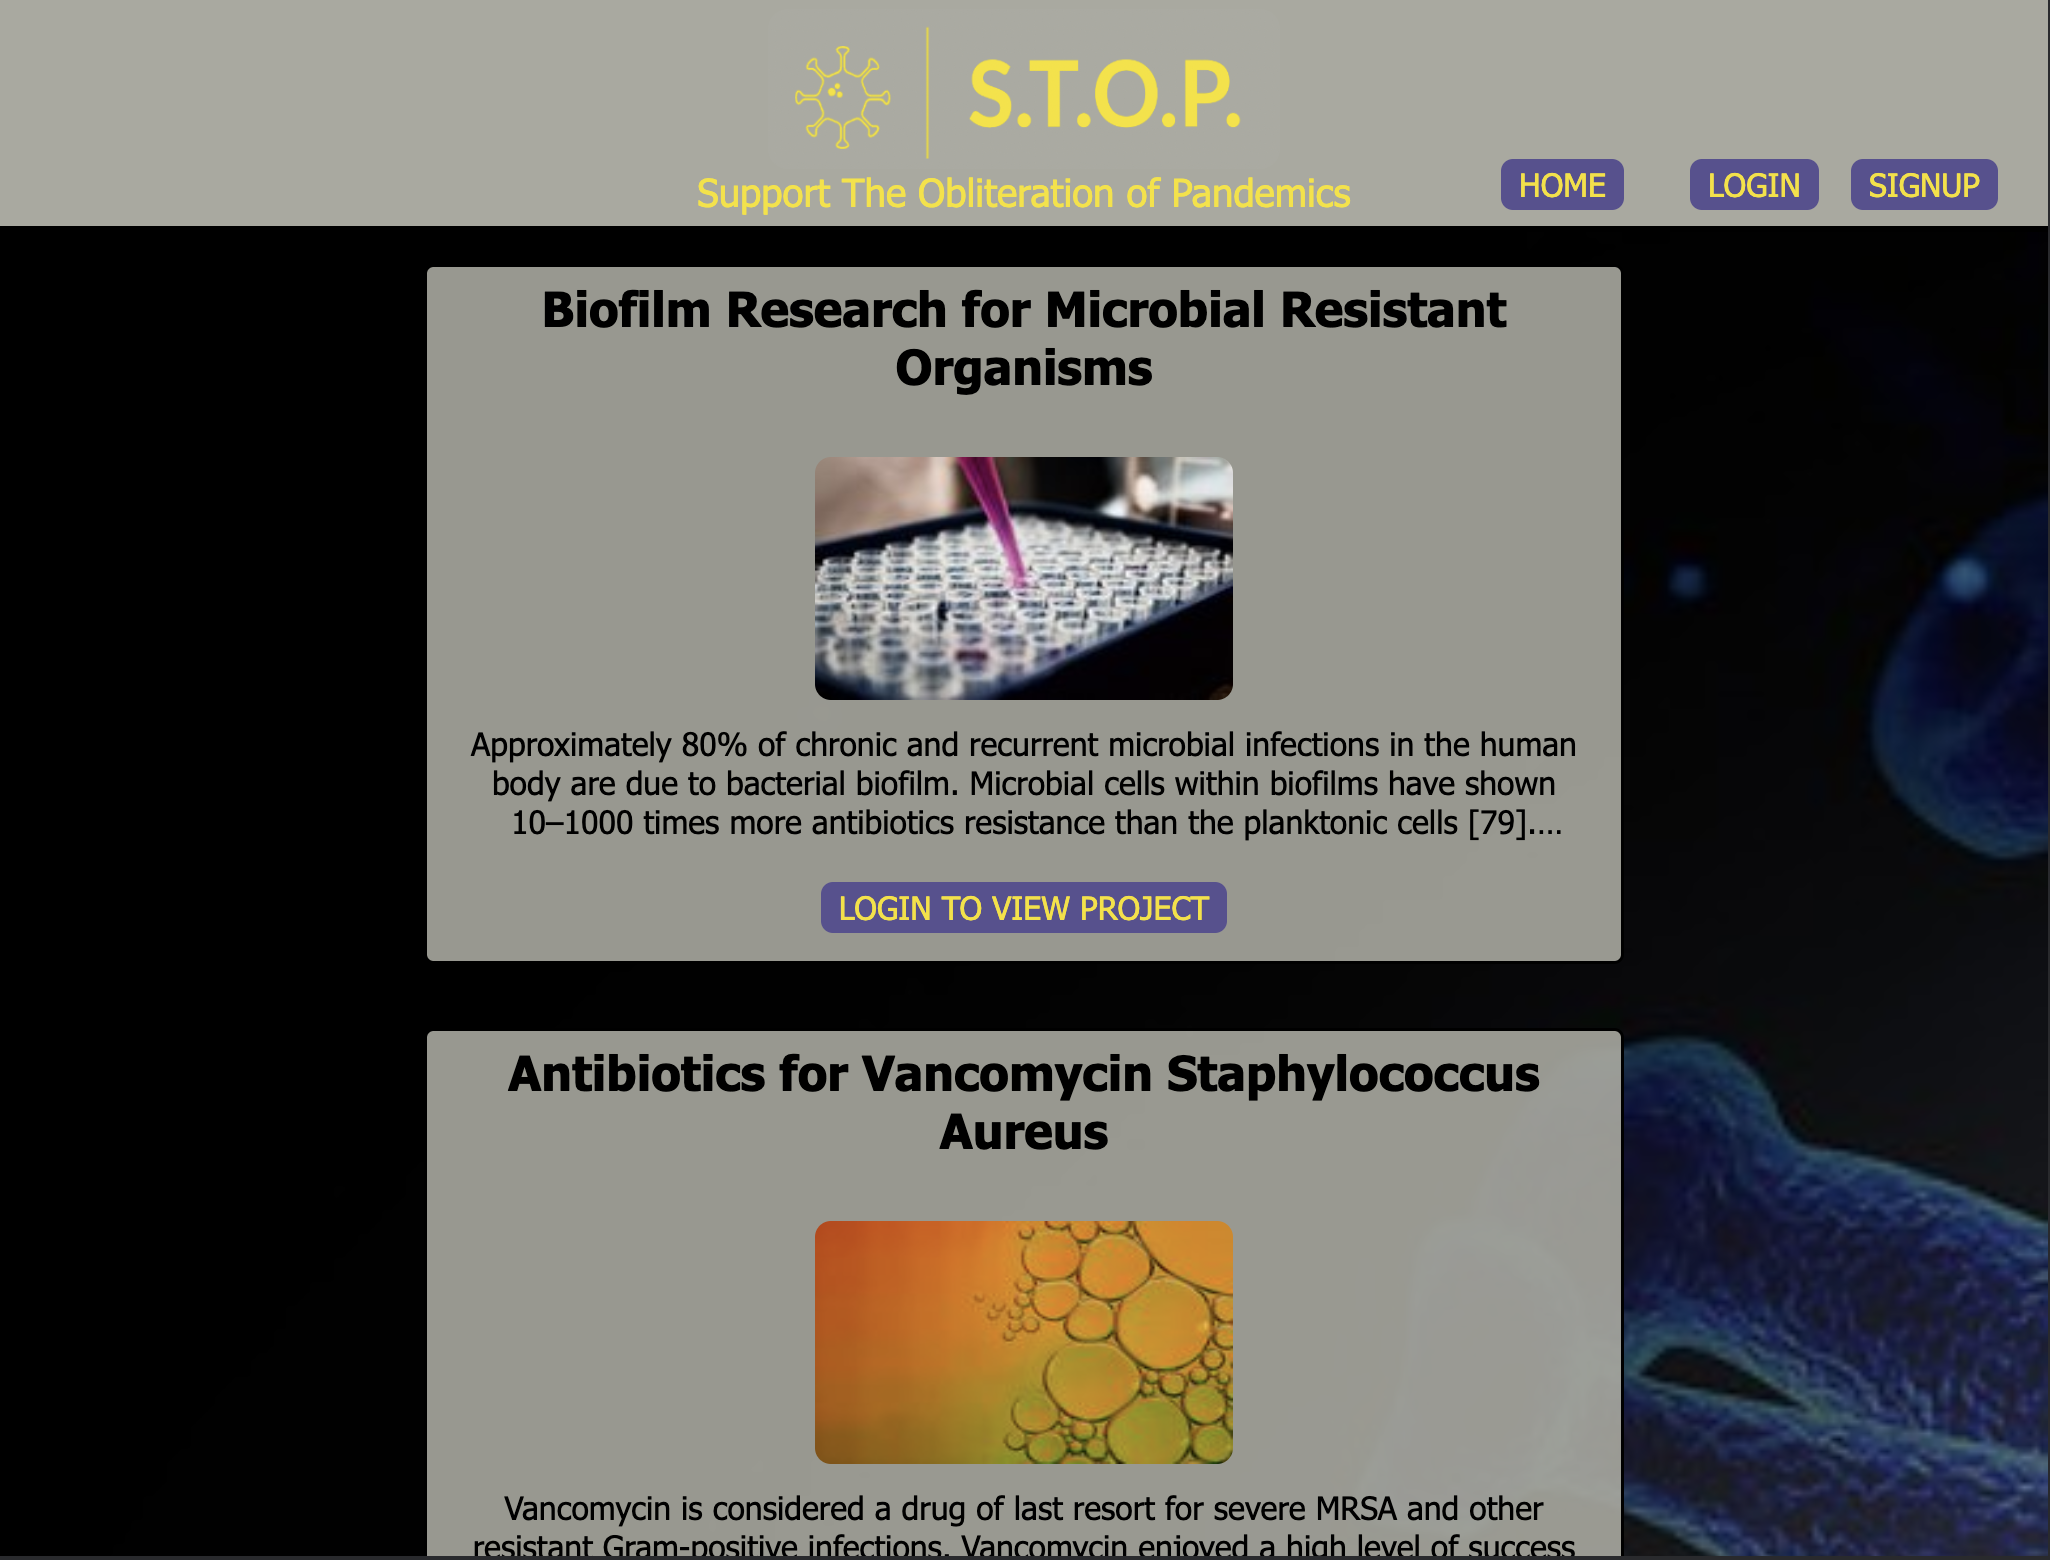 S.T.O.P.
Support The Obliteration of Pandemics
HOME
LOGIN
SIGNUP
Biofilm Research for Microbial Resistant
Organisms
Approximately 80% of chronic and recurrent microbial infections in the human
body are due to bacterial biofilm. Microbial cells within biofilms have shown
10–1000 times more antibiotics resistance than the planktonic cells [79]....
LOGIN TO VIEW PROJECT
Antibiotics for Vancomycin Staphylococcus
Aureus
Vancomycin is considered a drug of last resort for severe MRSA and other
resistant Gram-positive infections. Vancomycin enjoyed a high level of success